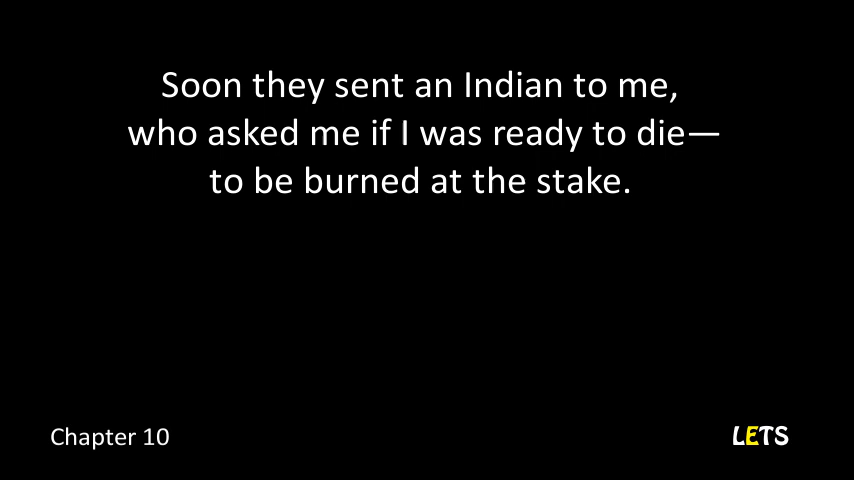 Soon they sent an Indian to me,
who asked me if I was ready to die—
to be burned at the stake.
Chapter 10
LETS